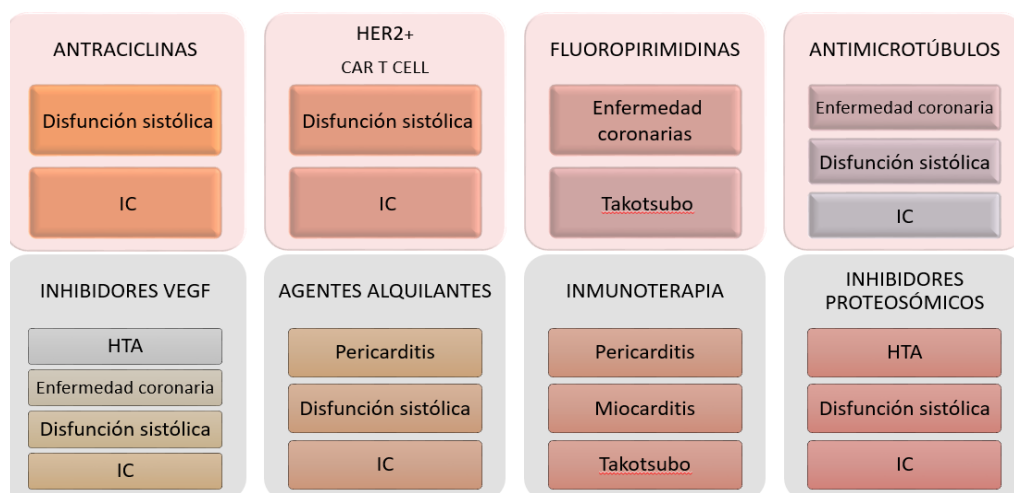 ANTRACICLINAS
Disfunción sistólica
IC
HER2+
CAR T CELL
Disfunción sistólica
IC
FLUOROPIRIMIDINAS
Enfermedad
coronarias
Takotsubo
ANTIMICROTÚBULOS
Enfermedad coronaria
Disfunción sistólica
IC
INHIBIDORES VEGF
HTA
Enfermedad coronaria
Disfunción sistólica
IC
AGENTES ALQUILANTES
Pericarditis
Disfunción sistólica
IC
INMUNOTERAPIA
Pericarditis
Miocarditis
Takotsubo
INHIBIDORES
PROTEOSÓMICOS
HTA
Disfunción sistólica
IC